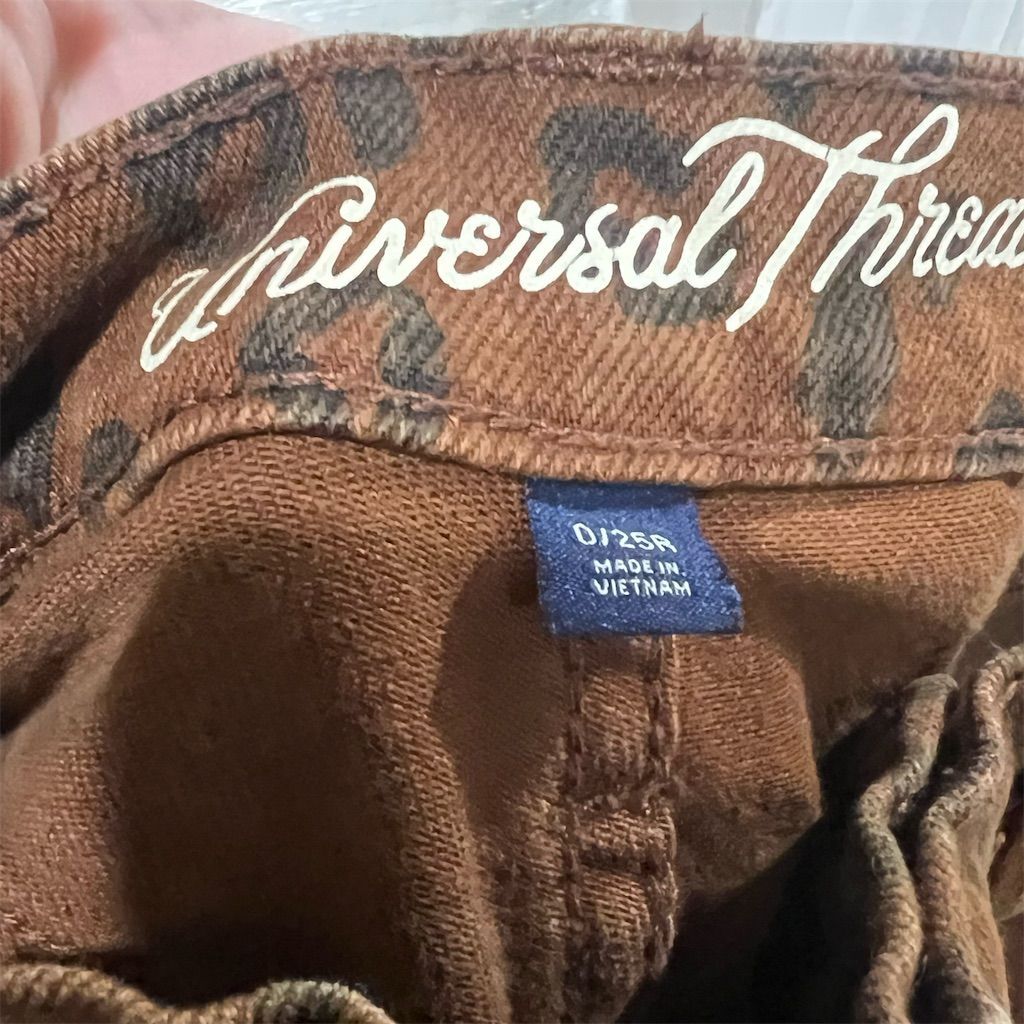 Universal Threa
0/25R
MADE IN
VIETNAM